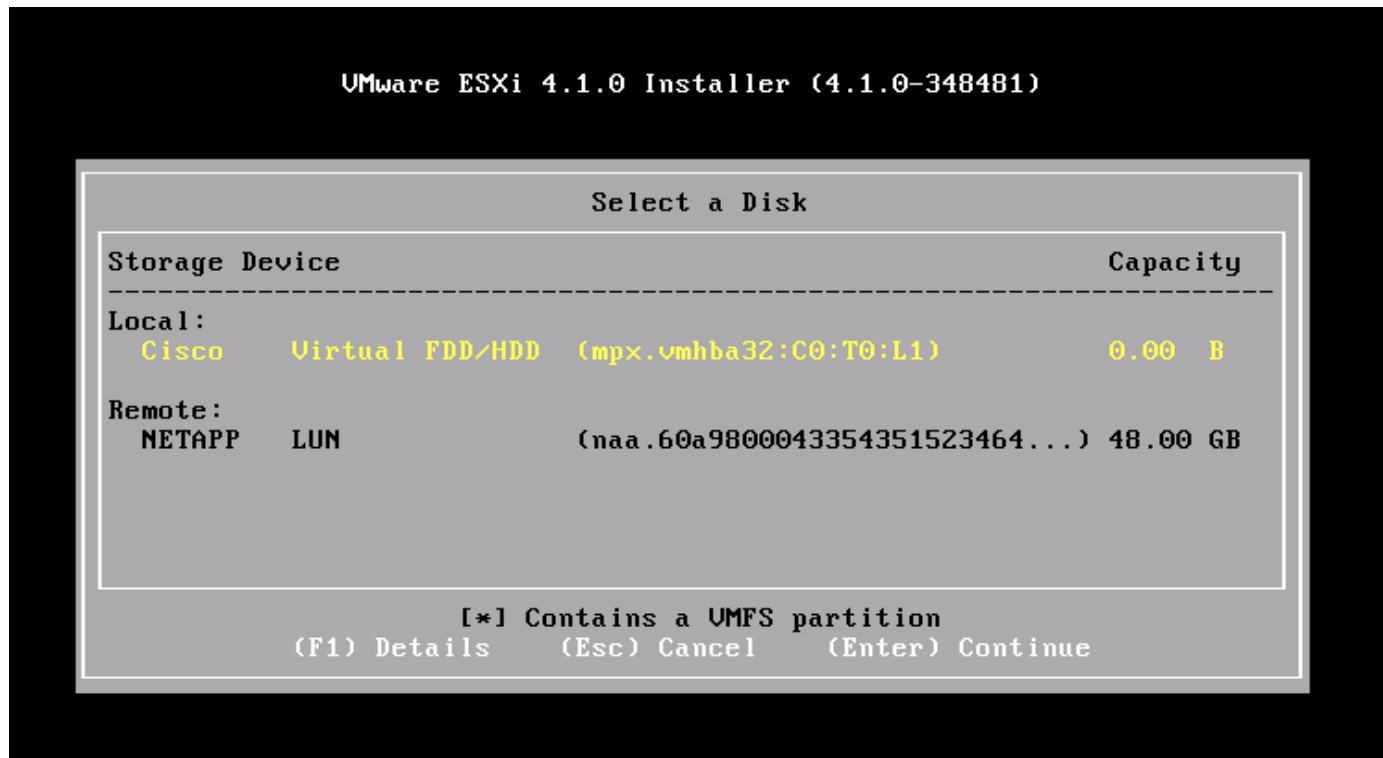 VMware ESXi 4.1.0 Installer (4.1.0-348481)
Select a Disk
Storage Device Capacity
Local:
Cisco Virtual FDD/HDD (mpx.vmhba32:C0:T0:L1) 0.00 B
Remote:
NETAPP LUN (naa.60a9800043354351523464...) 48.00 GB
[*] Contains a VMFS partition
(F1) Details (Esc) Cancel (Enter) Continue